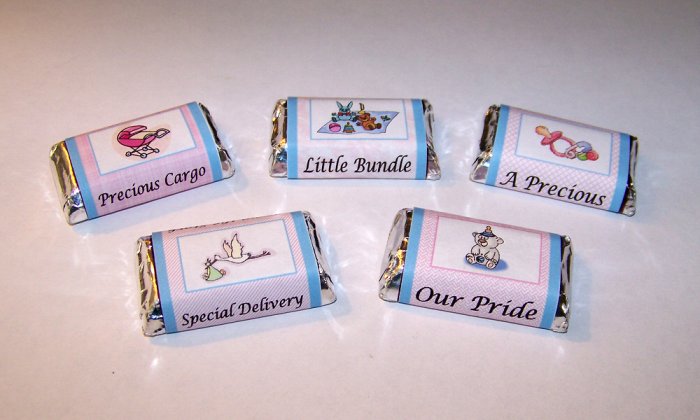 Precious Cargo
Little Bundle
A Precious
Special Delivery
Our Pride